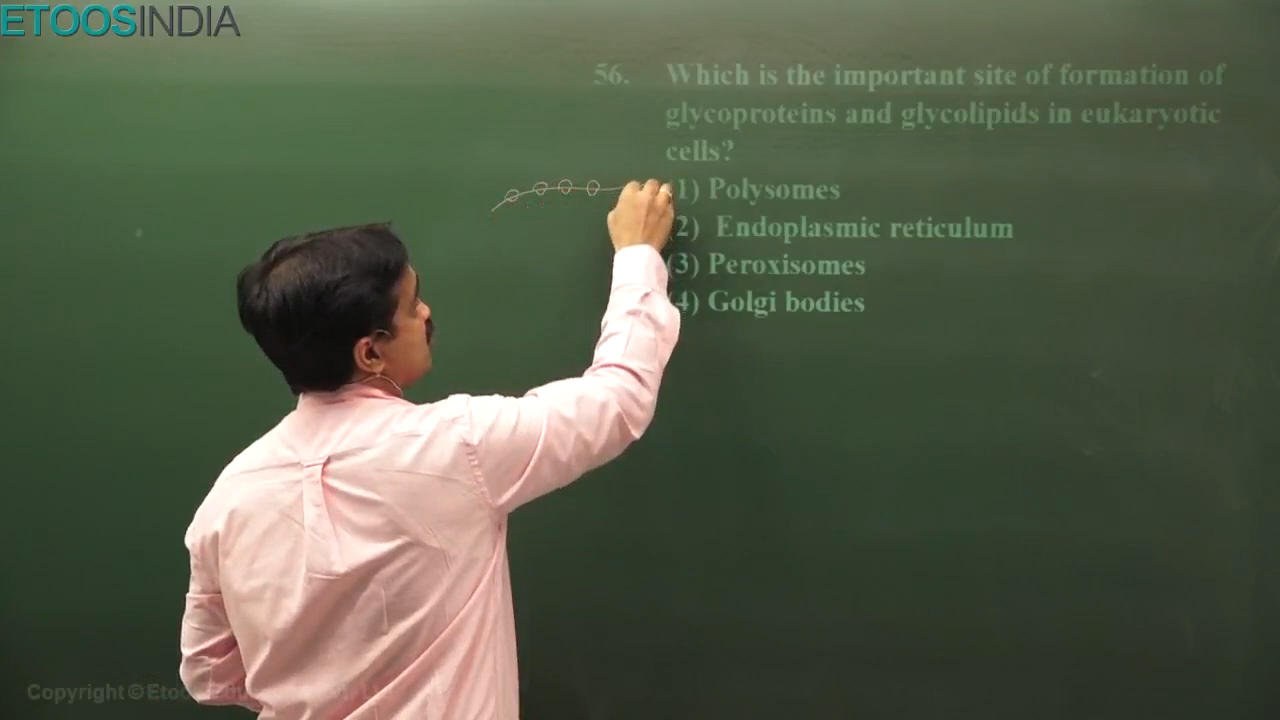 ETOOSINDIA
56. Which is the important site of formation of
glycoproteins and glycolipids in eukaryotic
cells?
(1) Polysomes
(2) Endoplasmic reticulum
(3) Peroxisomes
(4) Golgi bodies
Copyright ©